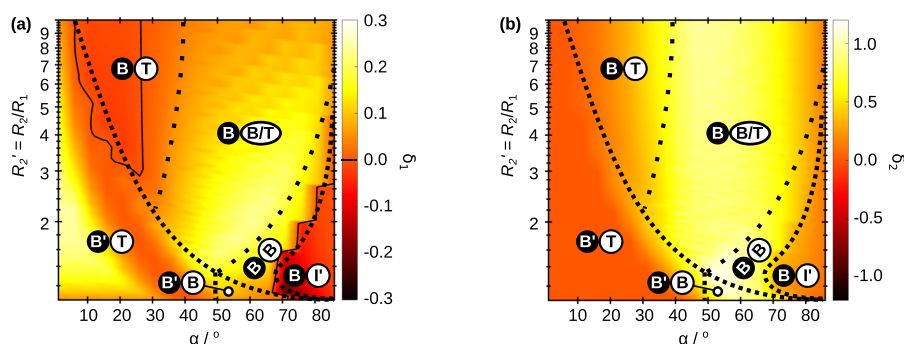 (a)
R₂' = R₂/R₁
9
7
6
5
4
3
2
10 20 30 40 50 60 70 80
α / °
B T
B B/T
B' T
B' B
B B
B I'
0.3
0.2
0.1
0.0
-0.1
-0.2
-0.3
δ₁
(b)
R₂' = R₂/R₁
9
7
6
5
4
3
2
10 20 30 40 50 60 70 80
α / °
B T
B B/T
B' T
B' B
B B
B I'
1.0
0.5
0.0
-0.5
-1.0
δ₂